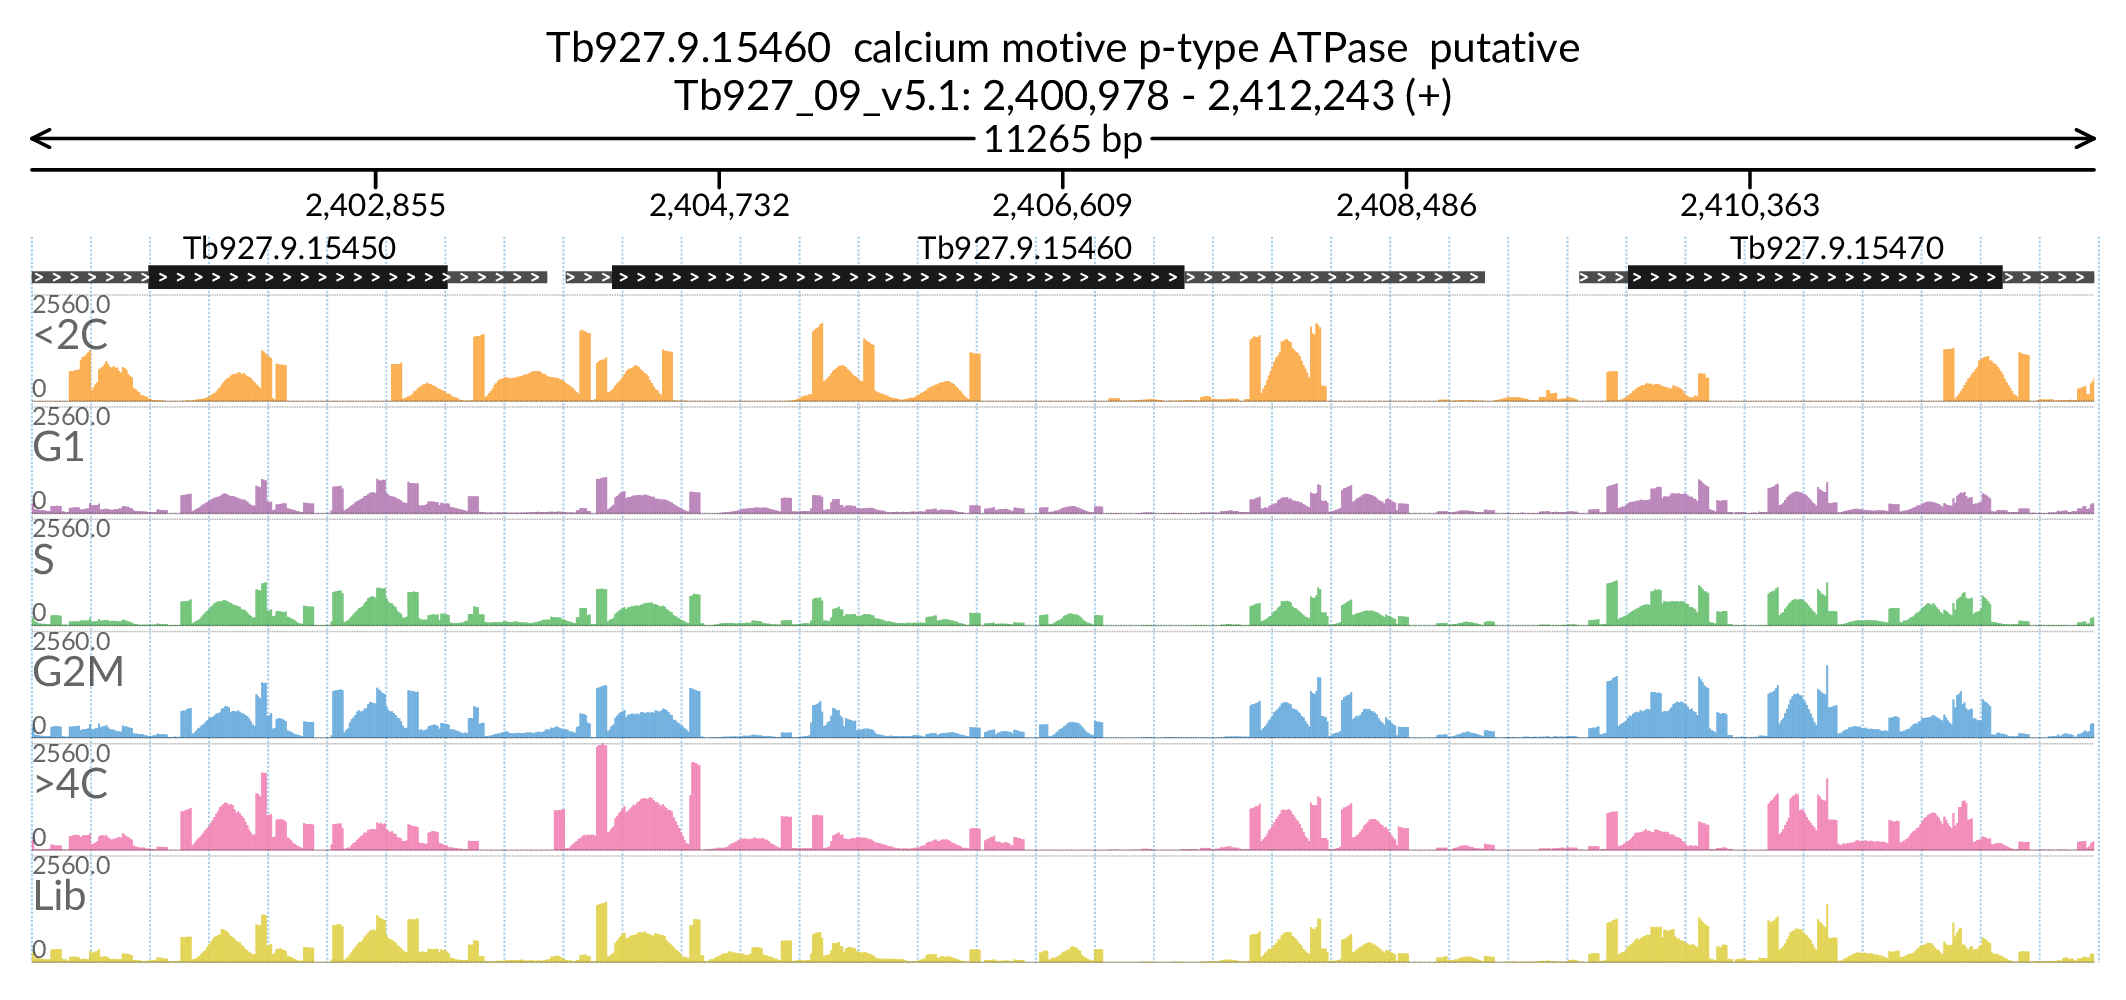 Tb927.9.15460  calcium motive p-type ATPase  putative
Tb927_09_v5.1: 2,400,978 - 2,412,243 (+)
11265 bp
2,402,855 2,404,732 2,406,609 2,408,486 2,410,363
Tb927.9.15450 Tb927.9.15460 Tb927.9.15470
2560.0
<2C
0
2560.0
G1
0
2560.0
S
0
2560.0
G2M
0
2560.0
>4C
0
2560.0
Lib
0